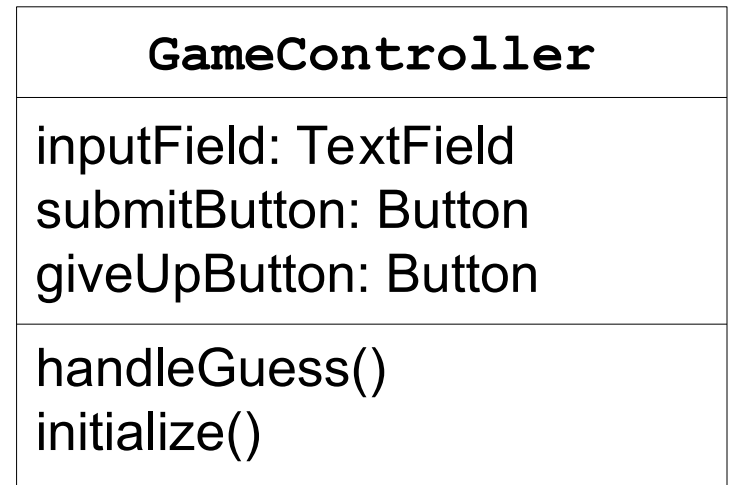 GameController
inputField: TextField
submitButton: Button
giveUpButton: Button
handleGuess()
initialize()